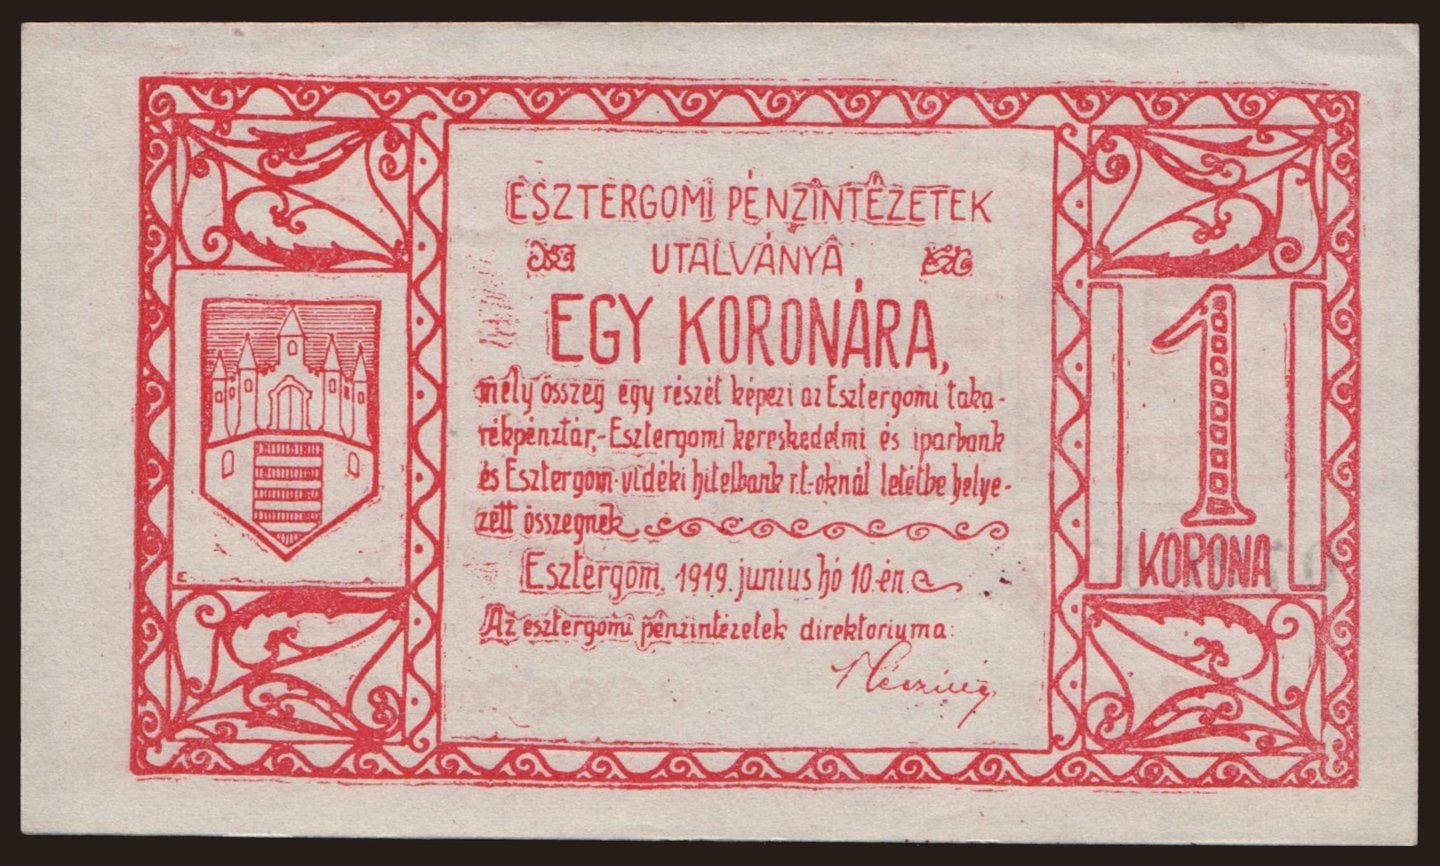 ESZTERGOMI PÉNZINTÉZETEK
UTALVÁNYA
EGY KORONÁRA,
mely összeg egy részét képezi az Esztergomi taka-
rékpénztár,-Esztergomi kereskedelmi és iparbank
és Esztergom-vidéki hitelbank r.t.-oknál letétbe helye-
zett összegnek
Esztergom, 1919. junius hó 10-én
Az esztergomi pénzintézetek direktoriuma:
1
KORONA